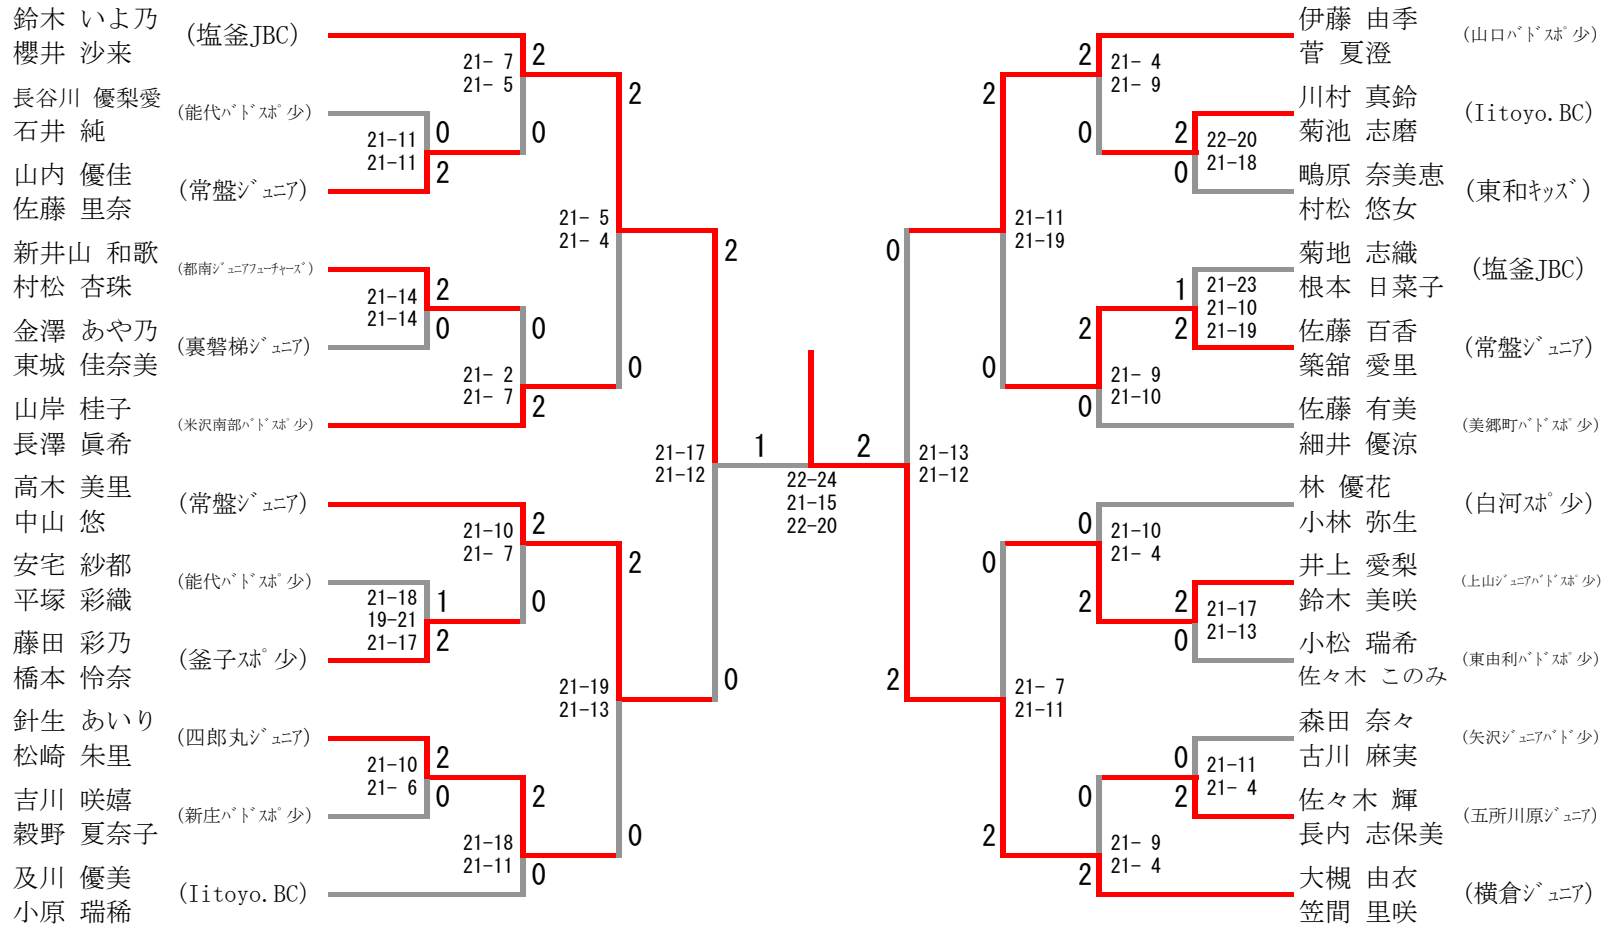 鈴木 いよ乃
櫻井 沙来
(塩釜JBC)
長谷川 優梨愛
石井 純
(能代バドスポ少)
山内 優佳
佐藤 里奈
(常盤ジュニア)
新井山 和歌
村松 杏珠
(都南ジュニアフューチャーズ)
金澤 あや乃
東城 佳奈美
(裏磐梯ジュニア)
山岸 桂子
長澤 眞希
(米沢南部バドスポ少)
高木 美里
中山 悠
(常盤ジュニア)
安宅 紗都
平塚 彩織
(能代バドスポ少)
藤田 彩乃
橋本 怜奈
(釜子スポ少)
針生 あいり
松崎 朱里
(四郎丸ジュニア)
吉川 咲嬉
穀野 夏奈子
(新庄バドスポ少)
及川 優美
小原 瑞稀
(Iitoyo.BC)
21-11
21-11
0
2
21-14
21-14
2
0
21-18
19-21
21-17
1
2
21-10
21- 6
2
0
21- 7
21- 5
2
0
21- 2
21- 7
0
2
21-10
21- 7
2
0
21-18
21-11
2
0
21- 5
21- 4
2
0
21-19
21-13
2
0
21-17
21-12
2
0
1
2
22-24
21-15
22-20
21-13
21-12
0
2
21-11
21-19
2
0
21- 7
21-11
0
2
21- 4
21- 9
2
0
21- 9
21-10
2
0
21-10
21- 4
0
2
21- 9
21- 4
0
2
22-20
21-18
2
0
21-23
21-10
21-19
1
2
21-17
21-13
2
0
21-11
21- 4
0
2
伊藤 由季
菅 夏澄
(山口バドスポ少)
川村 真鈴
菊池 志磨
(Iitoyo.BC)
鴫原 奈美恵
村松 悠女
(東和キッズ)
菊地 志織
根本 日菜子
(塩釜JBC)
佐藤 百香
築舘 愛里
(常盤ジュニア)
佐藤 有美
細井 優涼
(美郷町バドスポ少)
林 優花
小林 弥生
(白河スポ少)
井上 愛梨
鈴木 美咲
(上山ジュニアバドスポ少)
小松 瑞希
佐々木 このみ
(東由利バドスポ少)
森田 奈々
古川 麻実
(矢沢ジュニアバド少)
佐々木 輝
長内 志保美
(五所川原ジュニア)
大槻 由衣
笠間 里咲
(横倉ジュニア)